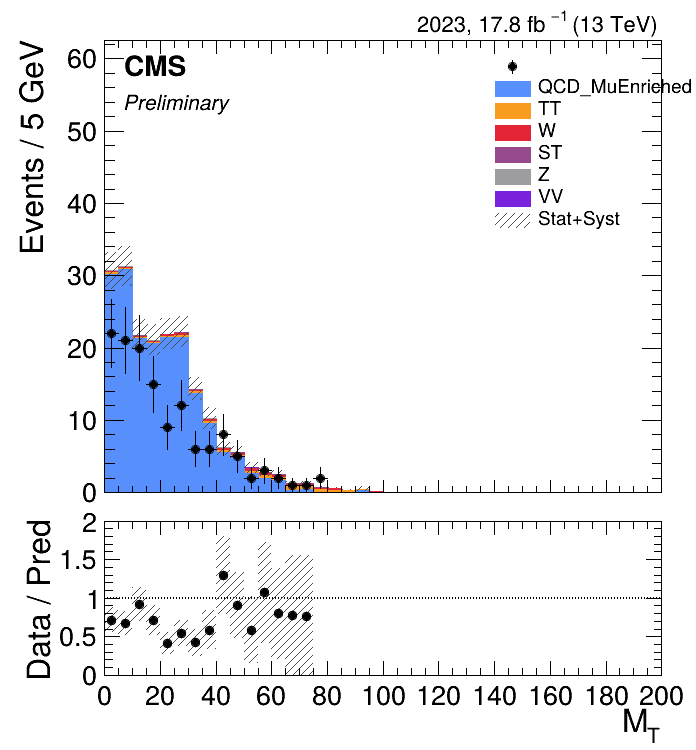 2023, 17.8 fb⁻¹ (13 TeV)
CMS
Preliminary
QCD_MuEnriched
TT
W
ST
Z
VV
Stat+Syst
Events / 5 GeV
60
50
40
30
20
10
0
Data / Pred
2
1.5
1
0.5
0
0 20 40 60 80 100 120 140 160 180 200
M_T